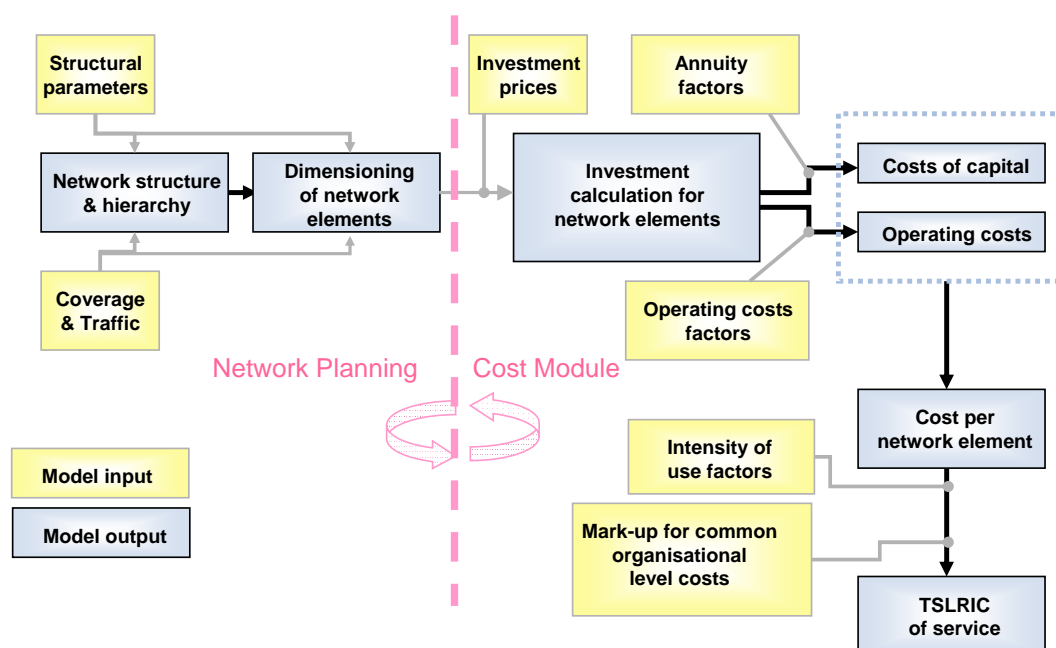 Structural
parameters
Investment
prices
Annuity
factors
Network structure
& hierarchy
Dimensioning
of network
elements
Investment
calculation for
network elements
Costs of capital
Operating costs
Coverage
& Traffic
Operating costs
factors
Network Planning
Cost Module
Cost per
network element
Intensity of
use factors
Model input
Model output
Mark-up for common
organisational
level costs
TSLRIC
of service